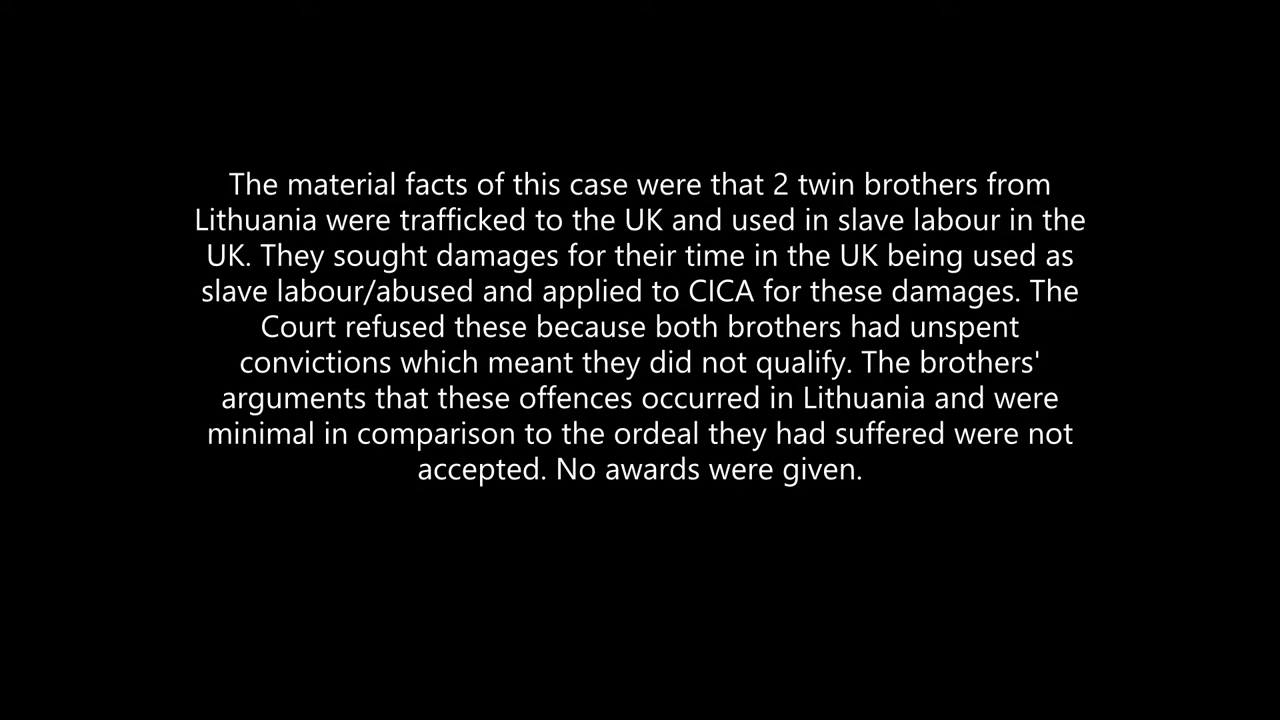 The material facts of this case were that 2 twin brothers from
Lithuania were trafficked to the UK and used in slave labour in the
UK. They sought damages for their time in the UK being used as
slave labour/abused and applied to CICA for these damages. The
Court refused these because both brothers had unspent
convictions which meant they did not qualify. The brothers'
arguments that these offences occurred in Lithuania and were
minimal in comparison to the ordeal they had suffered were not
accepted. No awards were given.